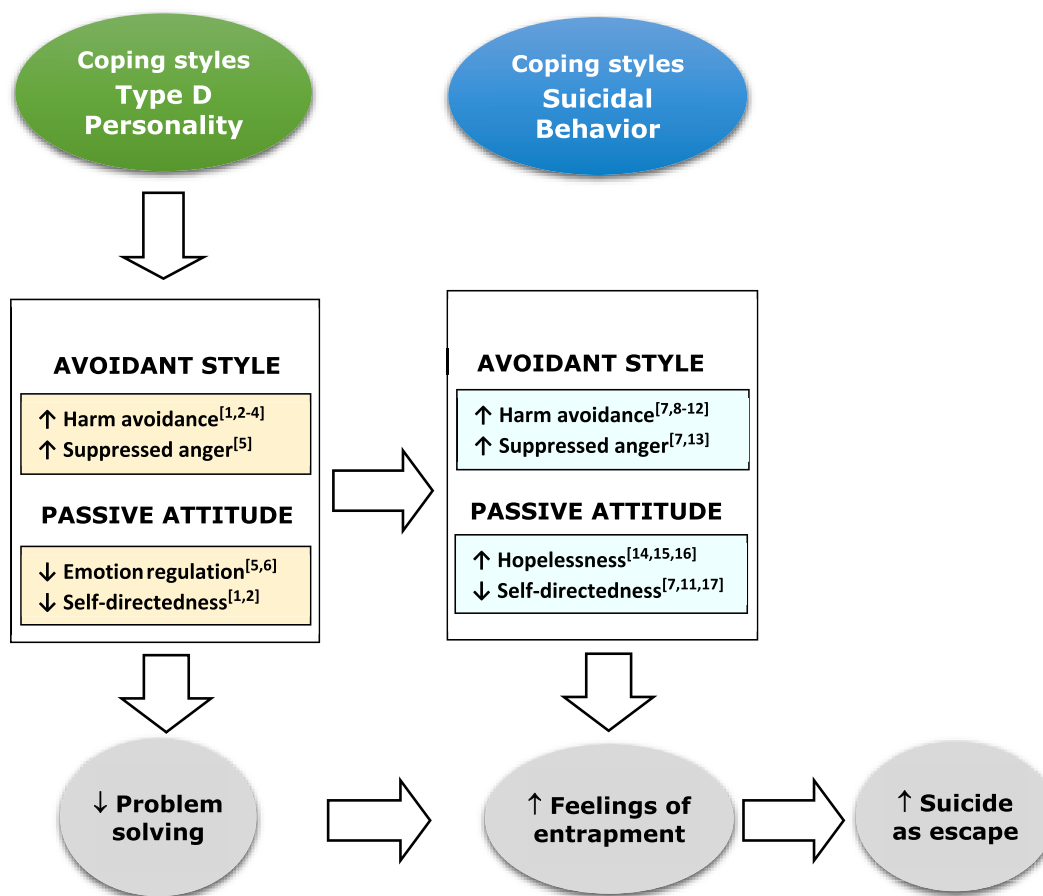 Coping styles
Type D
Personality
Coping styles
Suicidal
Behavior
AVOIDANT STYLE
↑ Harm avoidance[1,2-4]
↑ Suppressed anger[5]
PASSIVE ATTITUDE
↓ Emotion regulation[5,6]
↓ Self-directedness[1,2]
AVOIDANT STYLE
↑ Harm avoidance[7,8-12]
↑ Suppressed anger[7,13]
PASSIVE ATTITUDE
↑ Hopelessness[14,15,16]
↓ Self-directedness[7,11,17]
↓ Problem
solving
↑ Feelings of
entrapment
↑ Suicide
as escape